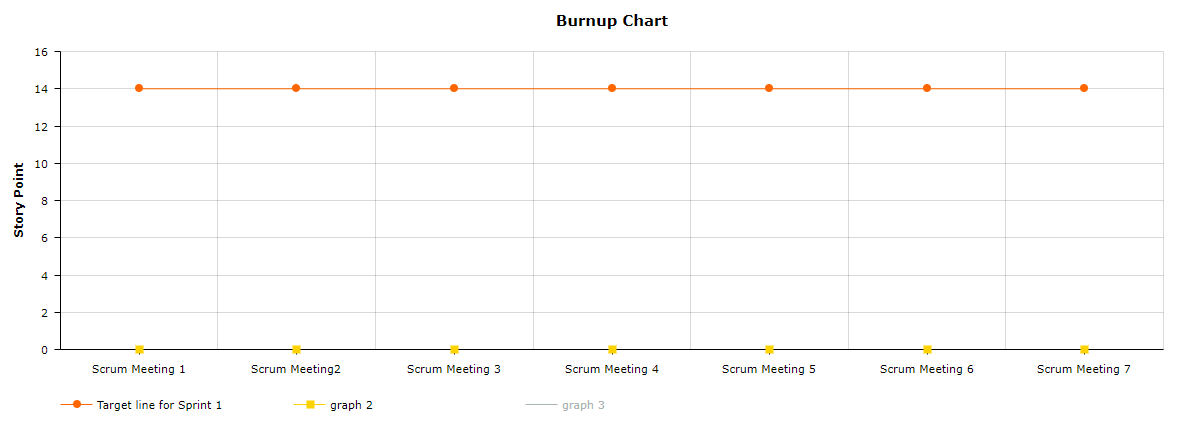 Burnup Chart
16
14
12
10
8
6
4
2
0
Story Point
Scrum Meeting 1
Scrum Meeting2
Scrum Meeting 3
Scrum Meeting 4
Scrum Meeting 5
Scrum Meeting 6
Scrum Meeting 7
Target line for Sprint 1
graph 2
graph 3